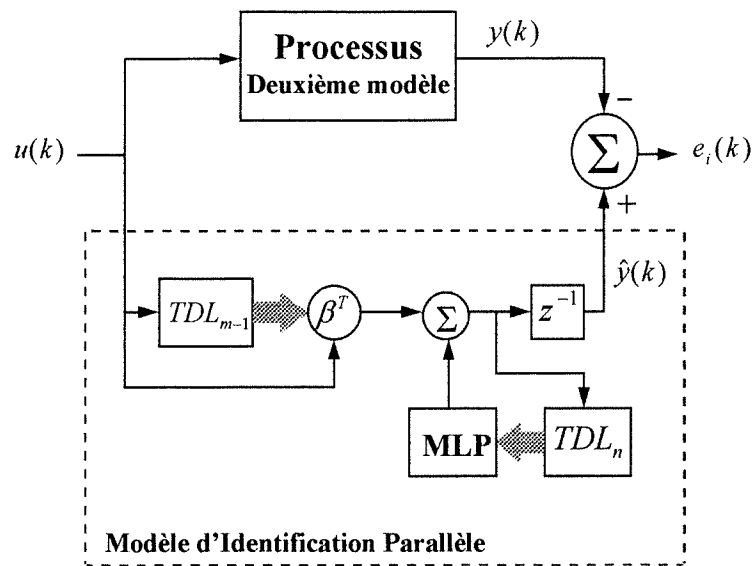 Processus
Deuxième modèle
y(k)
−
u(k)
Σ
e_i(k)
+
ŷ(k)
TDL_{m−1}
β^T
Σ
z^{−1}
MLP
TDL_n
Modèle d'Identification Parallèle